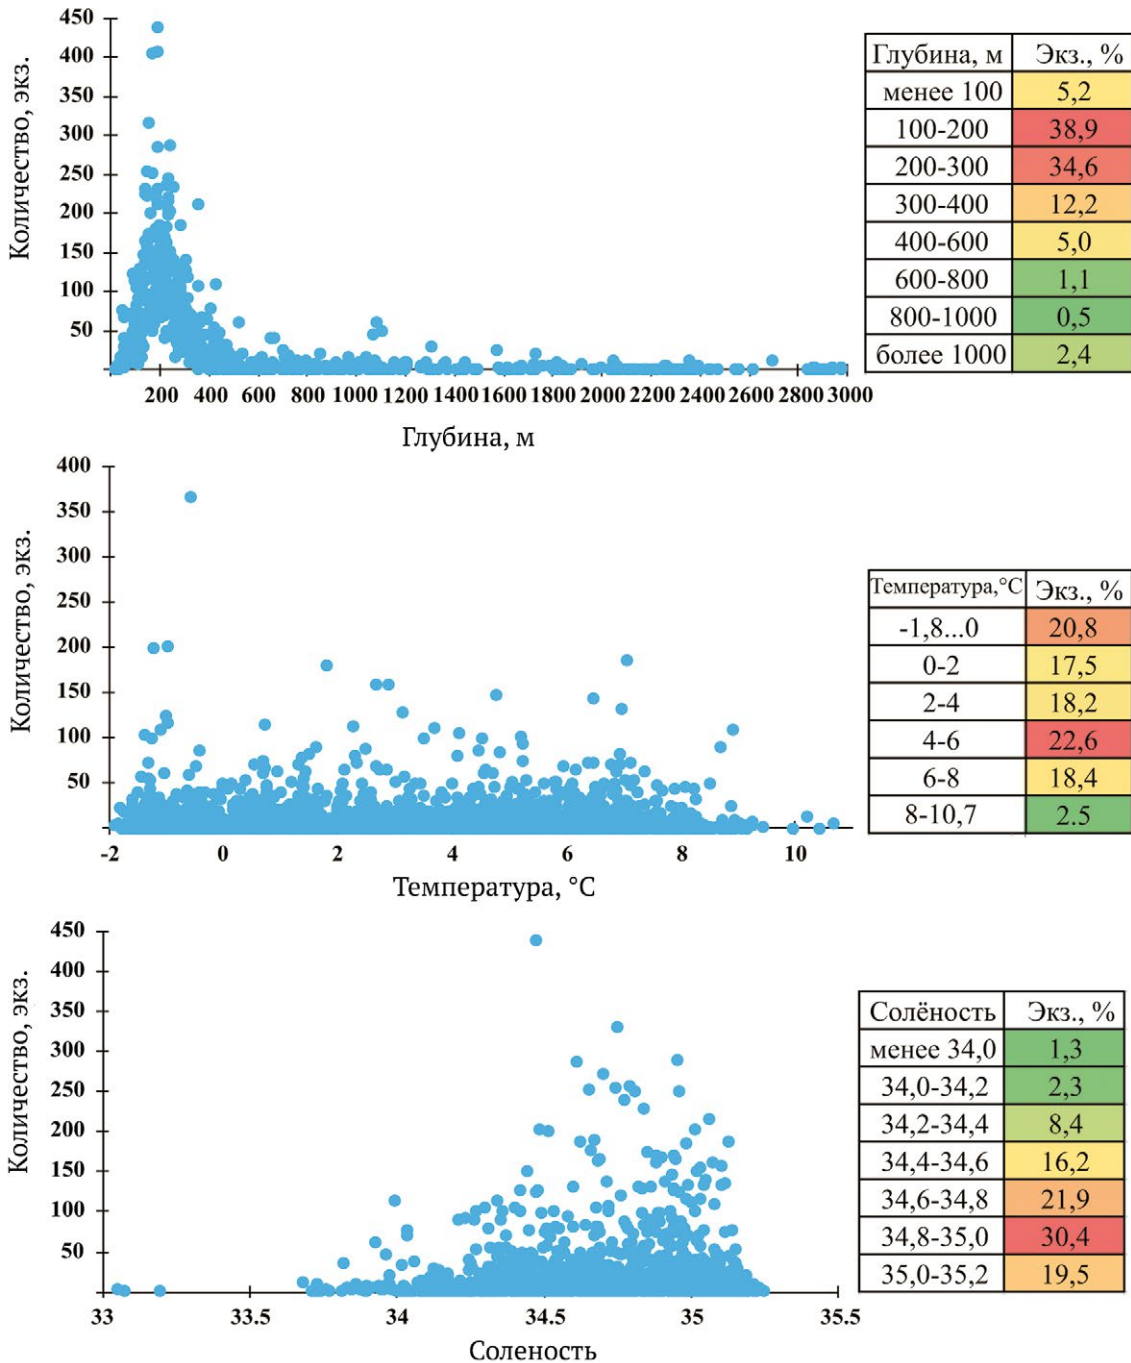 450
400
350
300
250
200
150
100
50
Количество, экз.
200 400 600 800 1000 1200 1400 1600 1800 2000 2200 2400 2600 2800 3000
Глубина, м
Глубина, м Экз., %
менее 100 5,2
100-200 38,9
200-300 34,6
300-400 12,2
400-600 5,0
600-800 1,1
800-1000 0,5
более 1000 2,4
400
350
300
250
200
150
100
50
Количество, экз.
-2 0 2 4 6 8 10
Температура, °C
Температура,°C Экз., %
-1,8...0 20,8
0-2 17,5
2-4 18,2
4-6 22,6
6-8 18,4
8-10,7 2.5
450
400
350
300
250
200
150
100
50
Количество, экз.
33 33.5 34 34.5 35 35.5
Соленость
Солёность Экз., %
менее 34,0 1,3
34,0-34,2 2,3
34,2-34,4 8,4
34,4-34,6 16,2
34,6-34,8 21,9
34,8-35,0 30,4
35,0-35,2 19,5